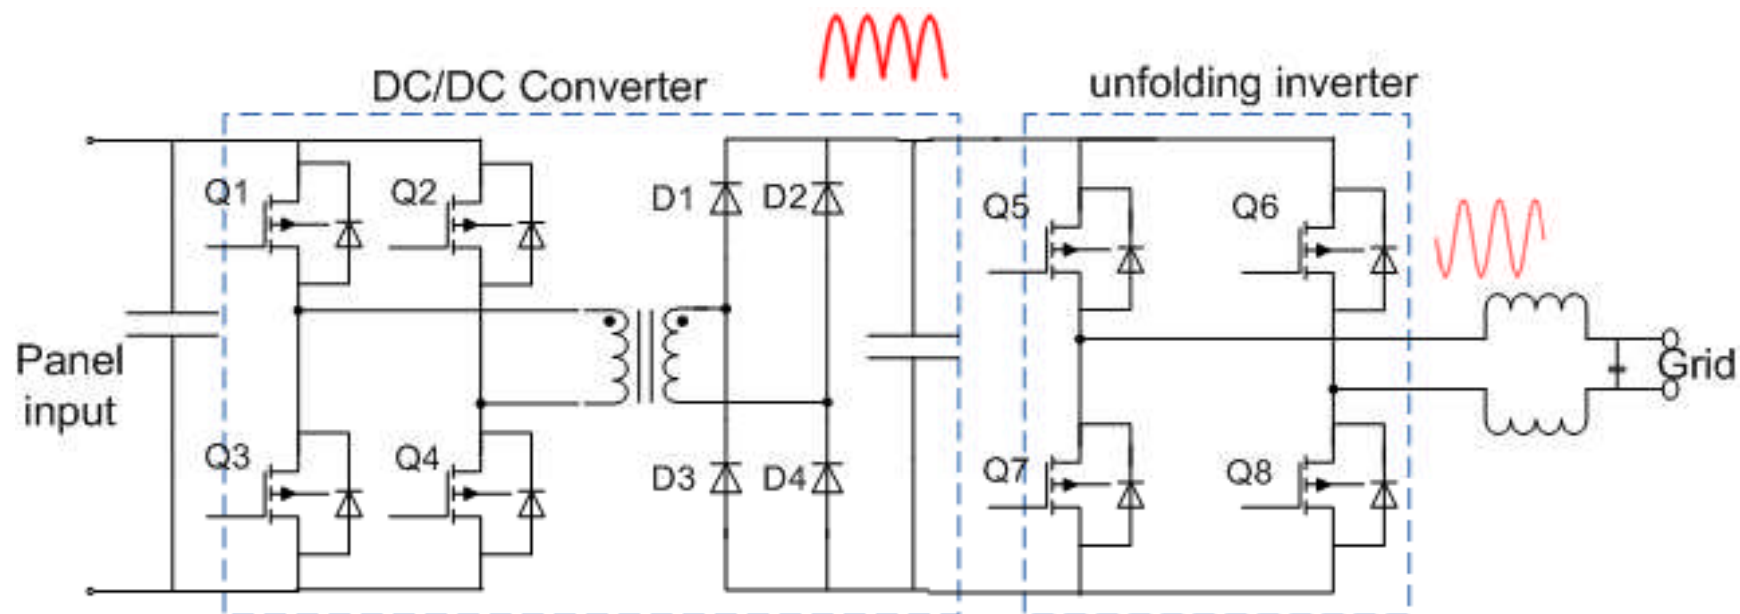 DC/DC Converter
unfolding inverter
Q1
Q2
D1
D2
Q5
Q6
Panel
input
Grid
Q3
Q4
D3
D4
Q7
Q8